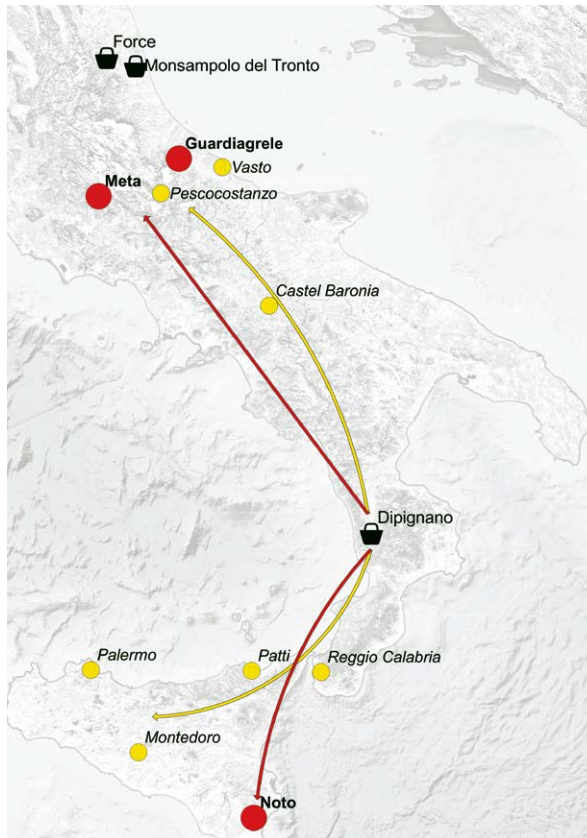 Force
Monsampolo del Tronto
Guardiagrele
Vasto
Meta
Pescocostanzo
Castel Baronia
Dipignano
Palermo
Patti
Reggio Calabria
Montedoro
Noto